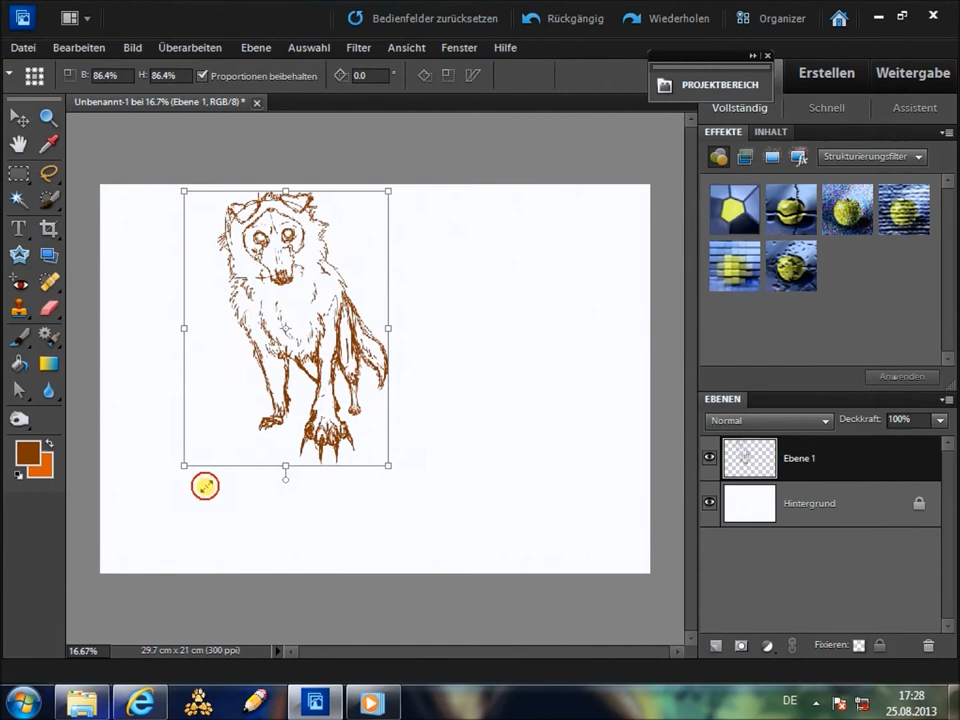 Bedienfelder zurücksetzen
Rückgängig
Wiederholen
Organizer
Datei Bearbeiten Bild Überarbeiten Ebene Auswahl Filter Ansicht Fenster Hilfe
B: 86.4% H: 86.4% Proportionen beibehalten 0.0 °
PROJEKTBEREICH
Erstellen Weitergabe
Unbenannt-1 bei 16.7% (Ebene 1, RGB/8) *
Vollständig Schnell Assistent
EFFEKTE INHALT
Strukturierungsfilter
T
Anwenden
EBENEN
Normal Deckkraft: 100%
Ebene 1
Hintergrund
16.67% 29.7 cm x 21 cm (300 ppi)
Fixieren:
DE
17:28
25.08.2013